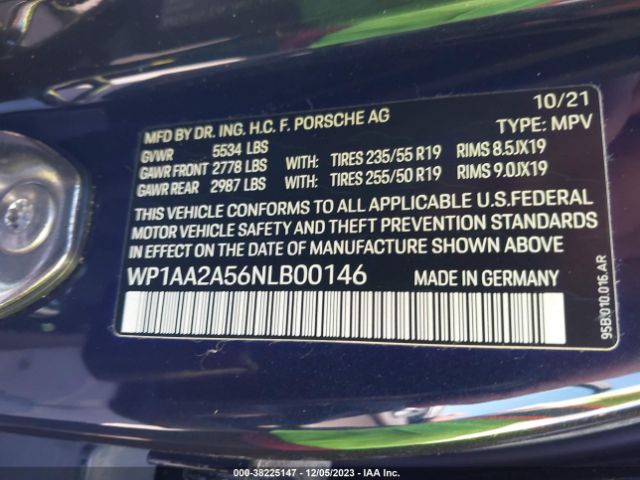 10/21
MFD BY DR. ING. H.C. F. PORSCHE AG TYPE: MPV
GVWR 5534 LBS
GAWR FRONT 2778 LBS WITH: TIRES 235/55 R19 RIMS 8.5JX19
GAWR REAR 2987 LBS WITH: TIRES 255/50 R19 RIMS 9.0JX19
THIS VEHICLE CONFORMS TO ALL APPLICABLE U.S.FEDERAL
MOTOR VEHICLE SAFETY AND THEFT PREVENTION STANDARDS
IN EFFECT ON THE DATE OF MANUFACTURE SHOWN ABOVE
WP1AA2A56NLB00146 MADE IN GERMANY
95B.010.016.AR
000-38225147 - 12/05/2023 - IAA Inc.